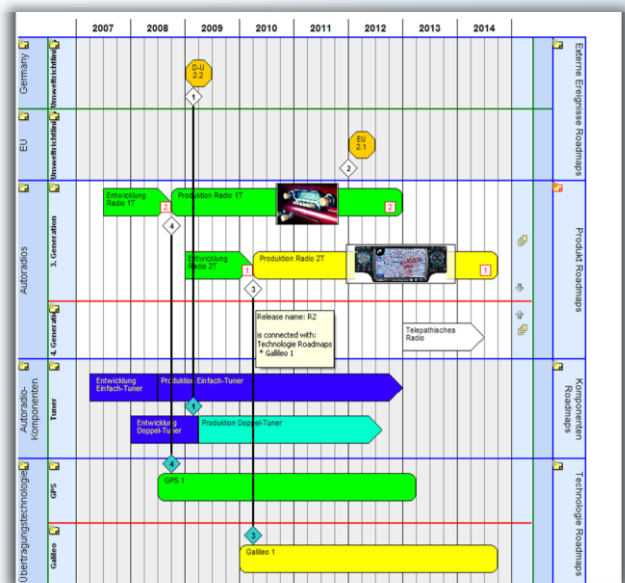 2007 2008 2009 2010 2011 2012 2013 2014
Germany
Umweltrichtlini
D-U
2.2
1
EU
Umweltrichtlini
EU
2.1
2
Externe Ereignisse Roadmaps
Autoradios
3. Generation
Entwicklung
Radio 1T
2
Produktion Radio 1T
2
4
Entwicklung
Radio 2T
1
Produktion Radio 2T
1
3
Produkt Roadmaps
4. Generati
Release name: R2
is connected with:
Technologie Roadmaps
* Galileo 1
Telepathisches
Radio
Autoradio-
Komponenten
Tuner
Entwicklung
Einfach-Tuner
Produktion Einfach-Tuner
1
Entwicklung
Doppel-Tuner
Produktion Doppel-Tuner
Komponenten
Roadmaps
Übertragungstechnologie
GPS
4
GPS 1
Galileo
3
Galileo 1
Technologie Roadmaps